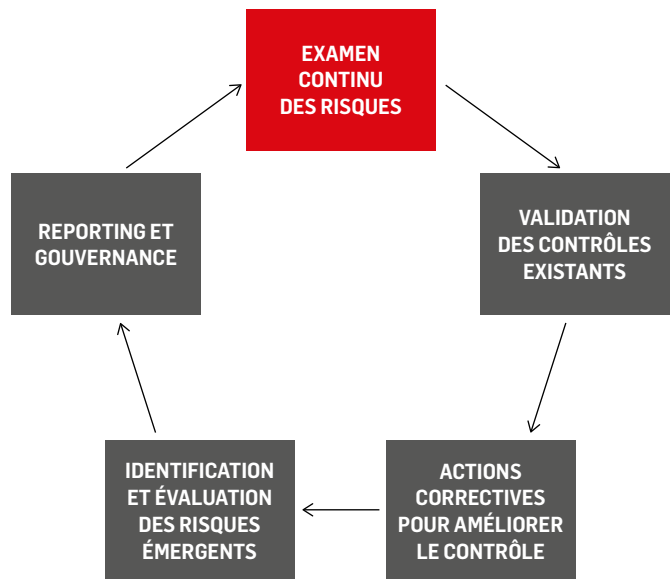 EXAMEN
CONTINU
DES RISQUES
VALIDATION
DES CONTRÔLES
EXISTANTS
ACTIONS
CORRECTIVES
POUR AMÉLIORER
LE CONTRÔLE
IDENTIFICATION
ET ÉVALUATION
DES RISQUES
ÉMERGENTS
REPORTING ET
GOUVERNANCE